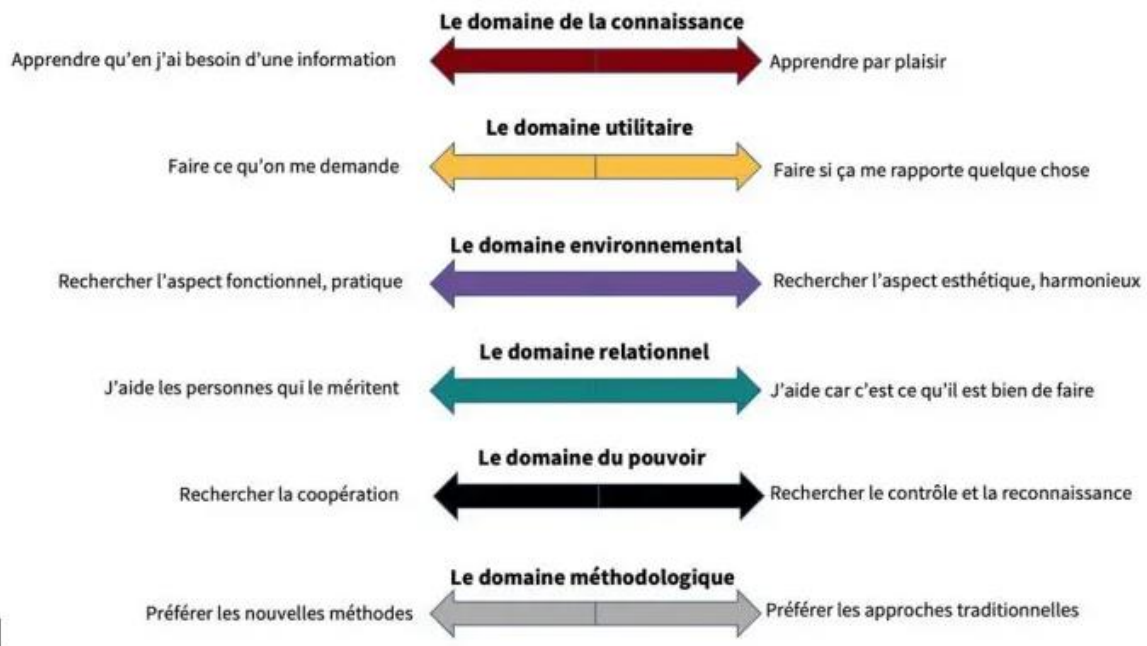 Le domaine de la connaissance
Apprendre qu'en j'ai besoin d'une information
Apprendre par plaisir
Le domaine utilitaire
Faire ce qu'on me demande
Faire si ça me rapporte quelque chose
Le domaine environnemental
Rechercher l'aspect fonctionnel, pratique
Rechercher l'aspect esthétique, harmonieux
Le domaine relationnel
J'aide les personnes qui le méritent
J'aide car c'est ce qu'il est bien de faire
Le domaine du pouvoir
Rechercher la coopération
Rechercher le contrôle et la reconnaissance
Le domaine méthodologique
Préférer les nouvelles méthodes
Préférer les approches traditionnelles